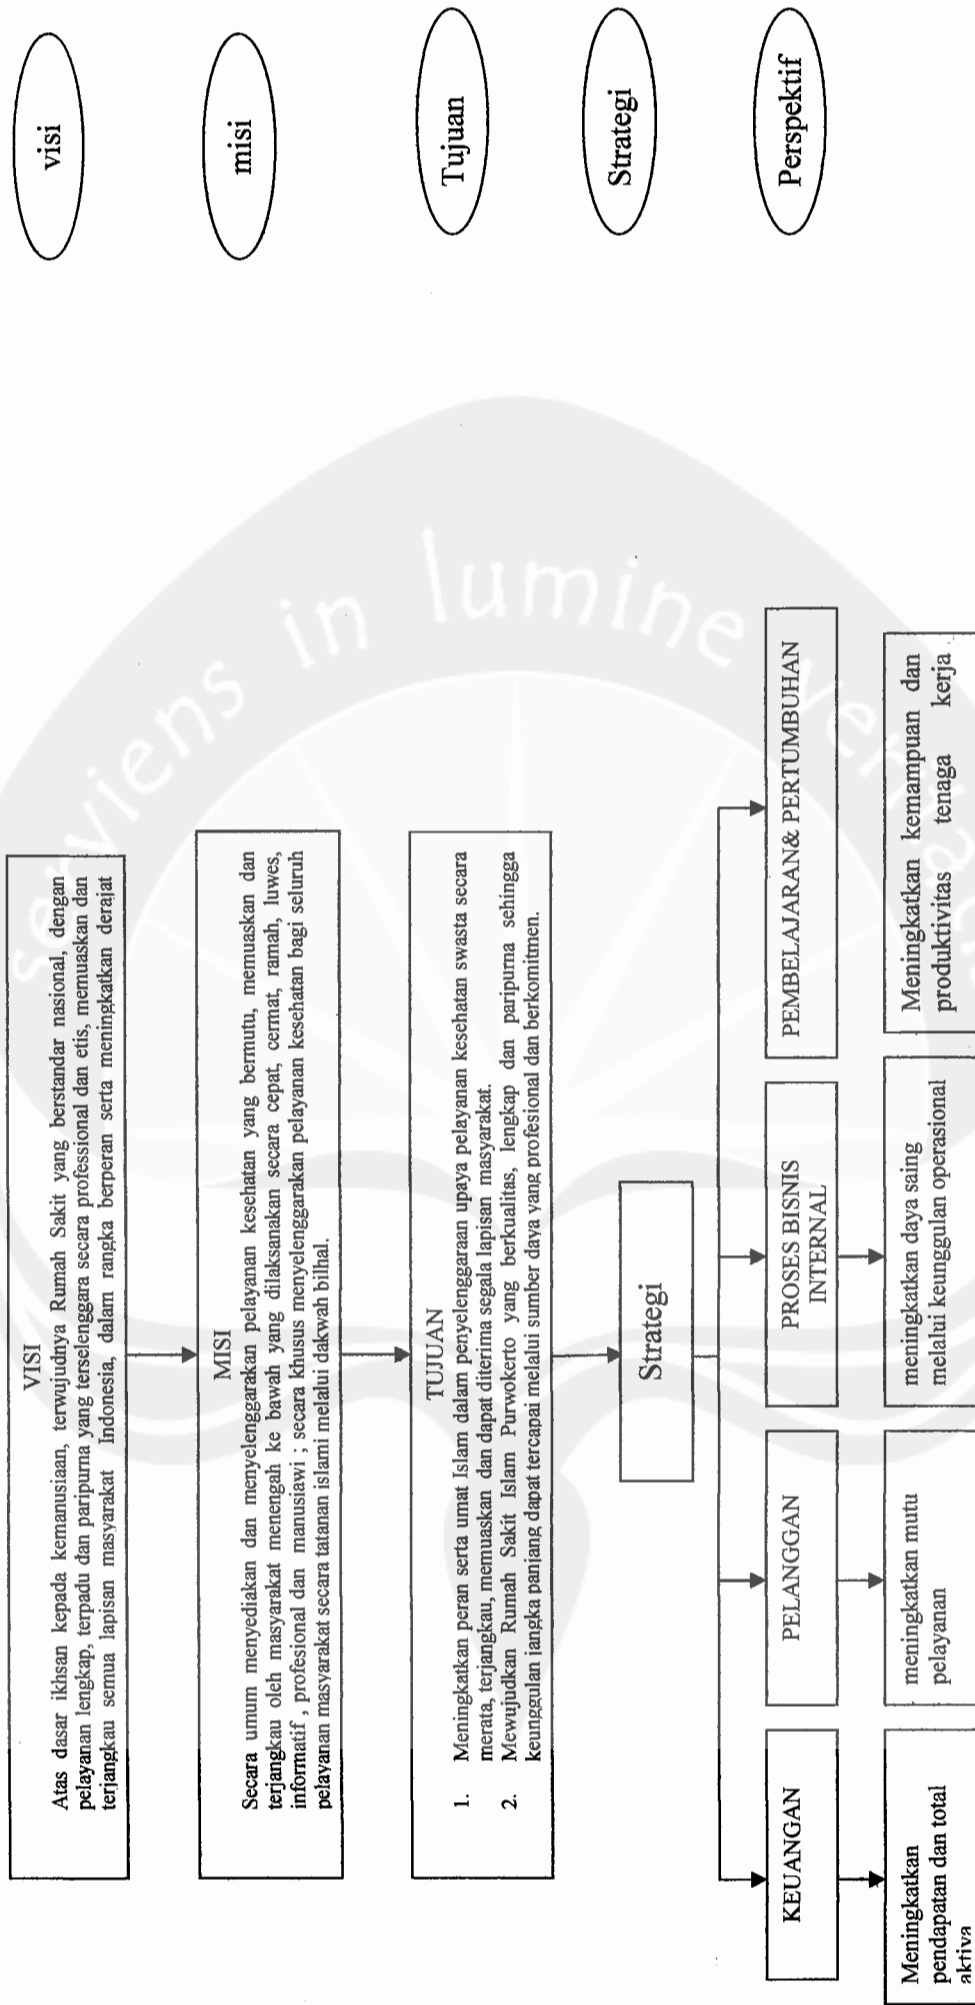 visi
misi
Tujuan
Strategi
Perspektif
VISI
Atas dasar ikhsan kepada kemanusiaan, terwujudnya Rumah Sakit yang berstandar nasional, dengan
pelayanan lengkap, terpadu dan paripurna yang terselenggara secara professional dan etis, memuaskan dan
terjangkau semua lapisan masyarakat Indonesia, dalam rangka berperan serta meningkatkan derajat
MISI
Secara umum menyediakan dan menyelenggarakan pelayanan kesehatan yang bermutu, memuaskan dan
terjangkau oleh masyarakat menengah ke bawah yang dilaksanakan secara cepat, cermat, ramah, luwes,
informatif , profesional dan manusiawi ; secara khusus menyelenggarakan pelayanan kesehatan bagi seluruh
pelayanan masyarakat secara tatanan islami melalui dakwah bilhal.
TUJUAN
1. Meningkatkan peran serta umat Islam dalam penyelenggaraan upaya pelayanan kesehatan swasta secara
merata, terjangkau, memuaskan dan dapat diterima segala lapisan masyarakat.
2. Mewujudkan Rumah Sakit Islam Purwokerto yang berkualitas, lengkap dan paripurna sehingga
keunggulan jangka panjang dapat tercapai melalui sumber daya yang profesional dan berkomitmen.
Strategi
KEUANGAN
PELANGGAN
PROSES BISNIS
INTERNAL
PEMBELAJARAN& PERTUMBUHAN
Meningkatkan
pendapatan dan total
aktiva
meningkatkan mutu
pelayanan
meningkatkan daya saing
melalui keunggulan operasional
Meningkatkan kemampuan dan
produktivitas tenaga kerja
serviens in lumine veritatis